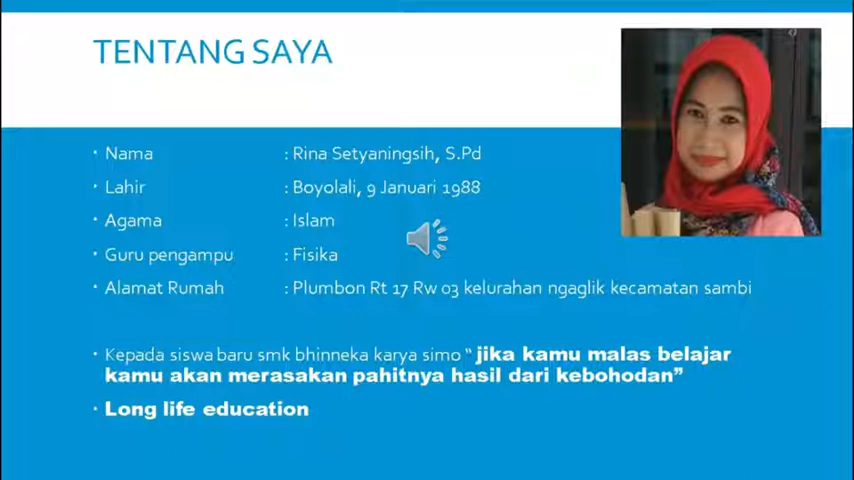 TENTANG SAYA
Nama : Rina Setyaningsih, S.Pd
Lahir : Boyolali, 9 Januari 1988
Agama : Islam
Guru pengampu : Fisika
Alamat Rumah : Plumbon Rt 17 Rw 03 kelurahan ngaglik kecamatan sambi
Kepada siswa baru smk bhinneka karya simo “ jika kamu malas belajar
kamu akan merasakan pahitnya hasil dari kebohodan”
Long life education